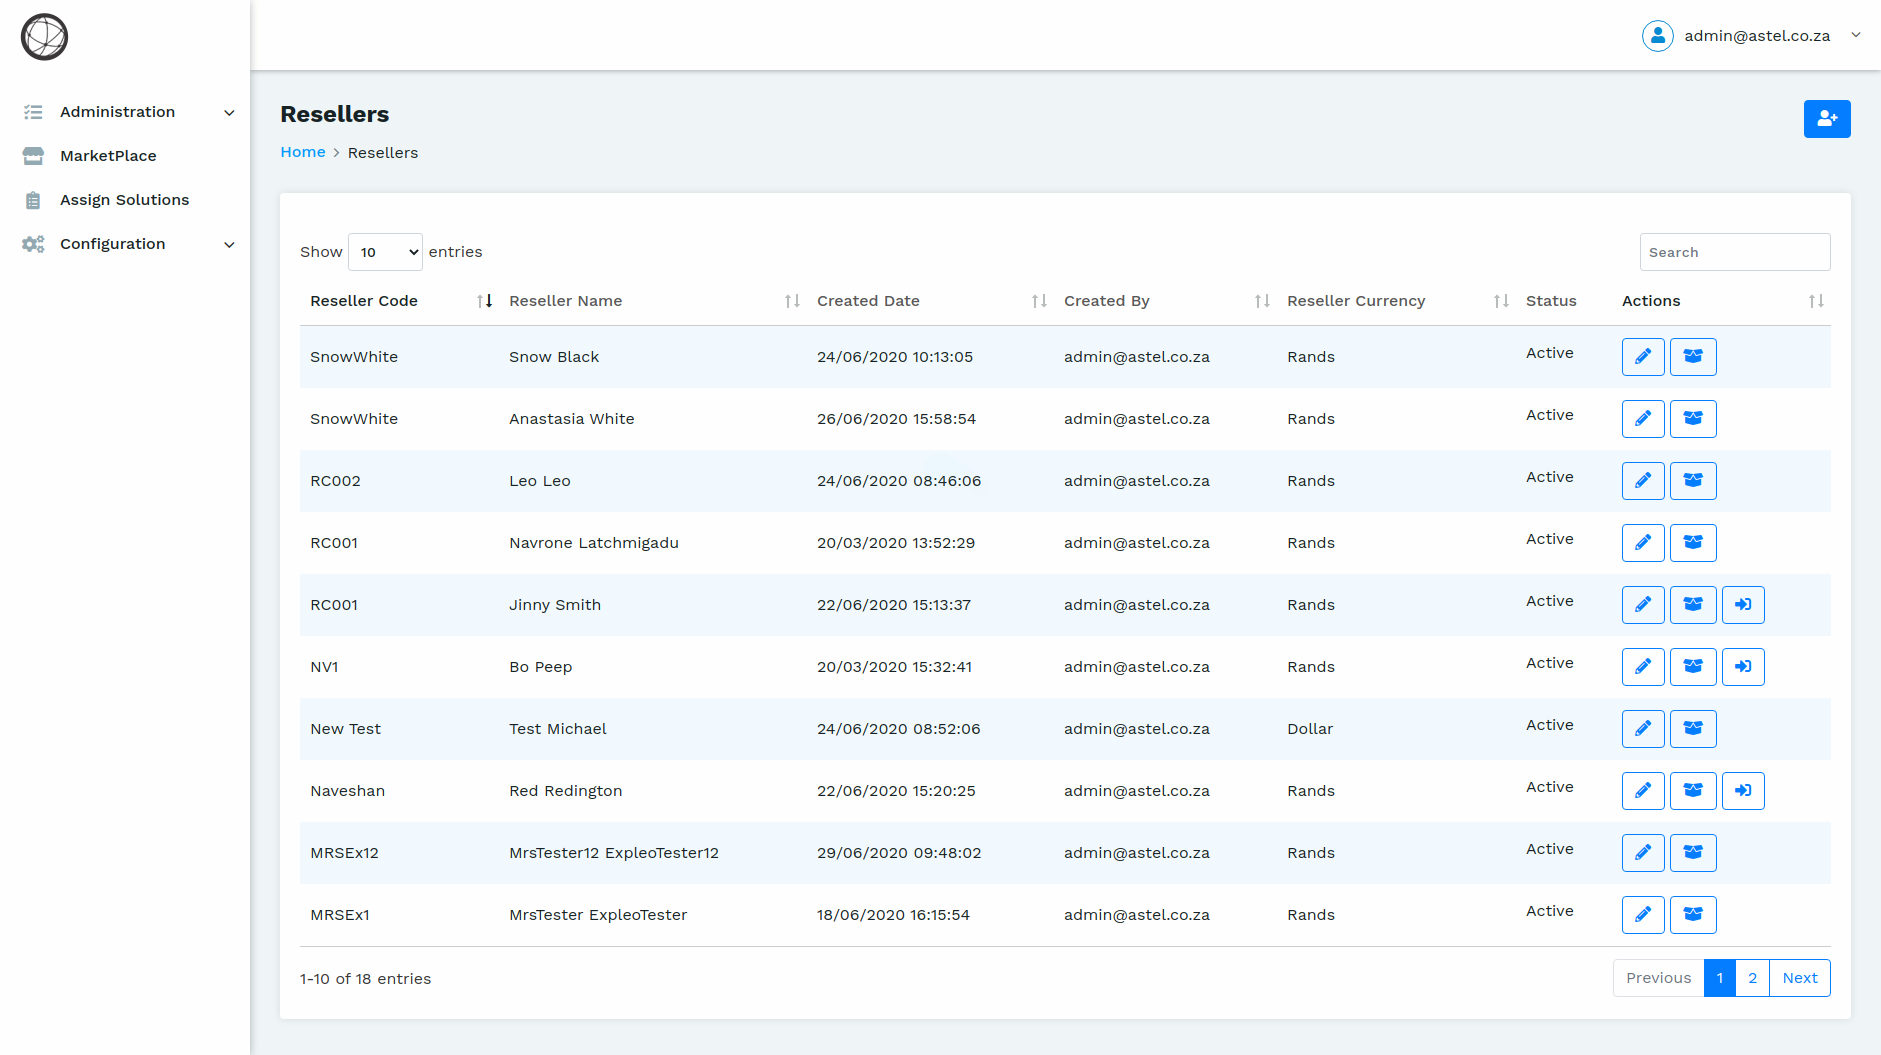 admin@astel.co.za
Administration
MarketPlace
Assign Solutions
Configuration
Resellers
Home > Resellers
Show 10 entries
Search
Reseller Code Reseller Name Created Date Created By Reseller Currency Status Actions
SnowWhite Snow Black 24/06/2020 10:13:05 admin@astel.co.za Rands Active
SnowWhite Anastasia White 26/06/2020 15:58:54 admin@astel.co.za Rands Active
RC002 Leo Leo 24/06/2020 08:46:06 admin@astel.co.za Rands Active
RC001 Navrone Latchmigadu 20/03/2020 13:52:29 admin@astel.co.za Rands Active
RC001 Jinny Smith 22/06/2020 15:13:37 admin@astel.co.za Rands Active
NV1 Bo Peep 20/03/2020 15:32:41 admin@astel.co.za Rands Active
New Test Test Michael 24/06/2020 08:52:06 admin@astel.co.za Dollar Active
Naveshan Red Redington 22/06/2020 15:20:25 admin@astel.co.za Rands Active
MRSEx12 MrsTester12 ExpleoTester12 29/06/2020 09:48:02 admin@astel.co.za Rands Active
MRSEx1 MrsTester ExpleoTester 18/06/2020 16:15:54 admin@astel.co.za Rands Active
1-10 of 18 entries
Previous 1 2 Next